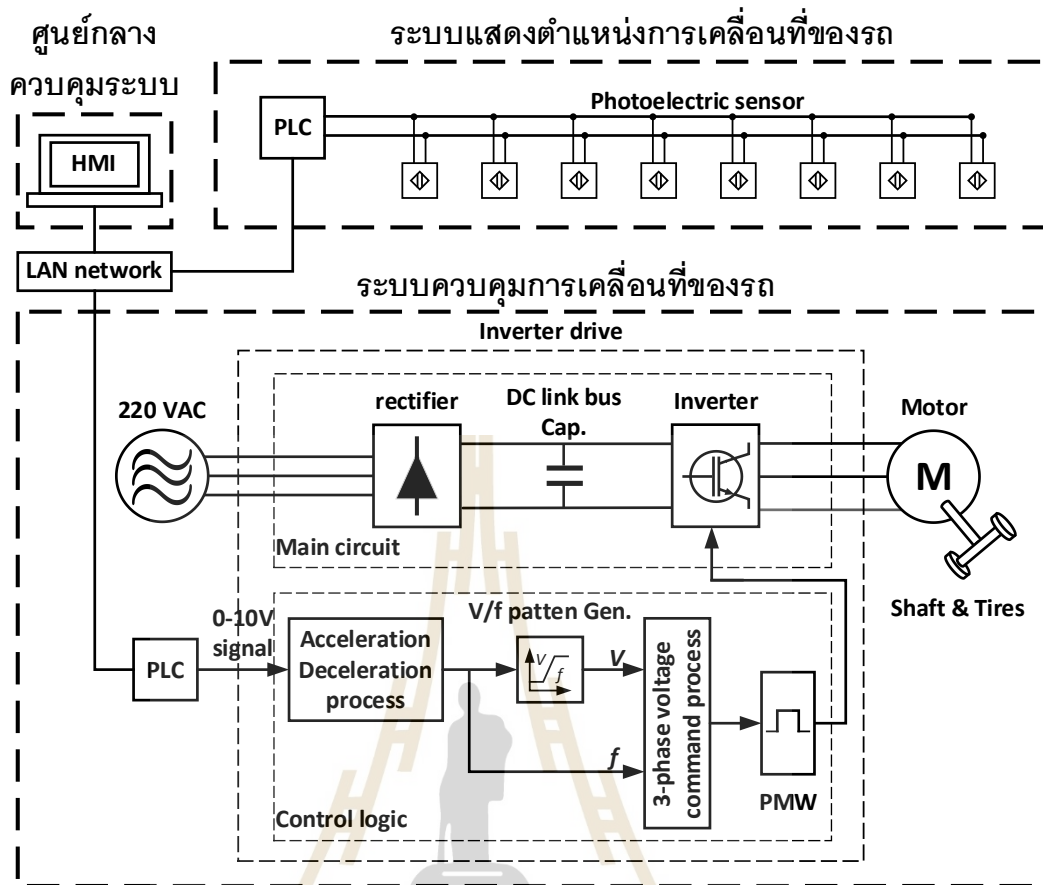 ศูนย์กลาง
ควบคุมระบบ
HMI
LAN network
ระบบแสดงตำแหน่งการเคลื่อนที่ของรถ
PLC
Photoelectric sensor
ระบบควบคุมการเคลื่อนที่ของรถ
Inverter drive
220 VAC
rectifier
DC link bus
Cap.
Inverter
Motor
M
Main circuit
Shaft & Tires
PLC
0-10V
signal
Acceleration
Deceleration
process
V/f patten Gen.
V
f
V
f
3-phase voltage
command process
PMW
Control logic